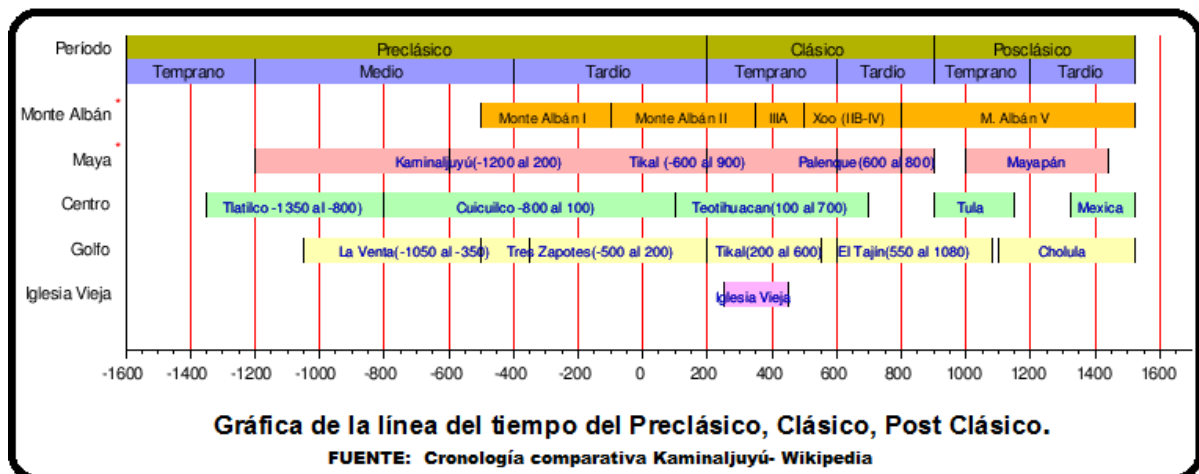 Período Preclásico Clásico Posclásico
Temprano Medio Tardío Temprano Tardío Temprano Tardío
Monte Albán * Monte Albán I Monte Albán II IIIA Xoo (IIB-IV) M. Albán V
Maya * Kaminaljuyú(-1200 al 200) Tikal (-600 al 900) Palenque(600 al 800) Mayapán
Centro Tlatilco -1350 al -800) Cuicuilco -800 al 100) Teotihuacan(100 al 700) Tula Mexica
Golfo La Venta(-1050 al -350) Tres Zapotes(-500 al 200) Tikal(200 al 600) El Tajín(550 al 1080) Cholula
Iglesia Vieja Iglesia Vieja
-1600 -1400 -1200 -1000 -800 -600 -400 -200 0 200 400 600 800 1000 1200 1400 1600
Gráfica de la línea del tiempo del Preclásico, Clásico, Post Clásico.
FUENTE: Cronología comparativa Kaminaljuyú- Wikipedia